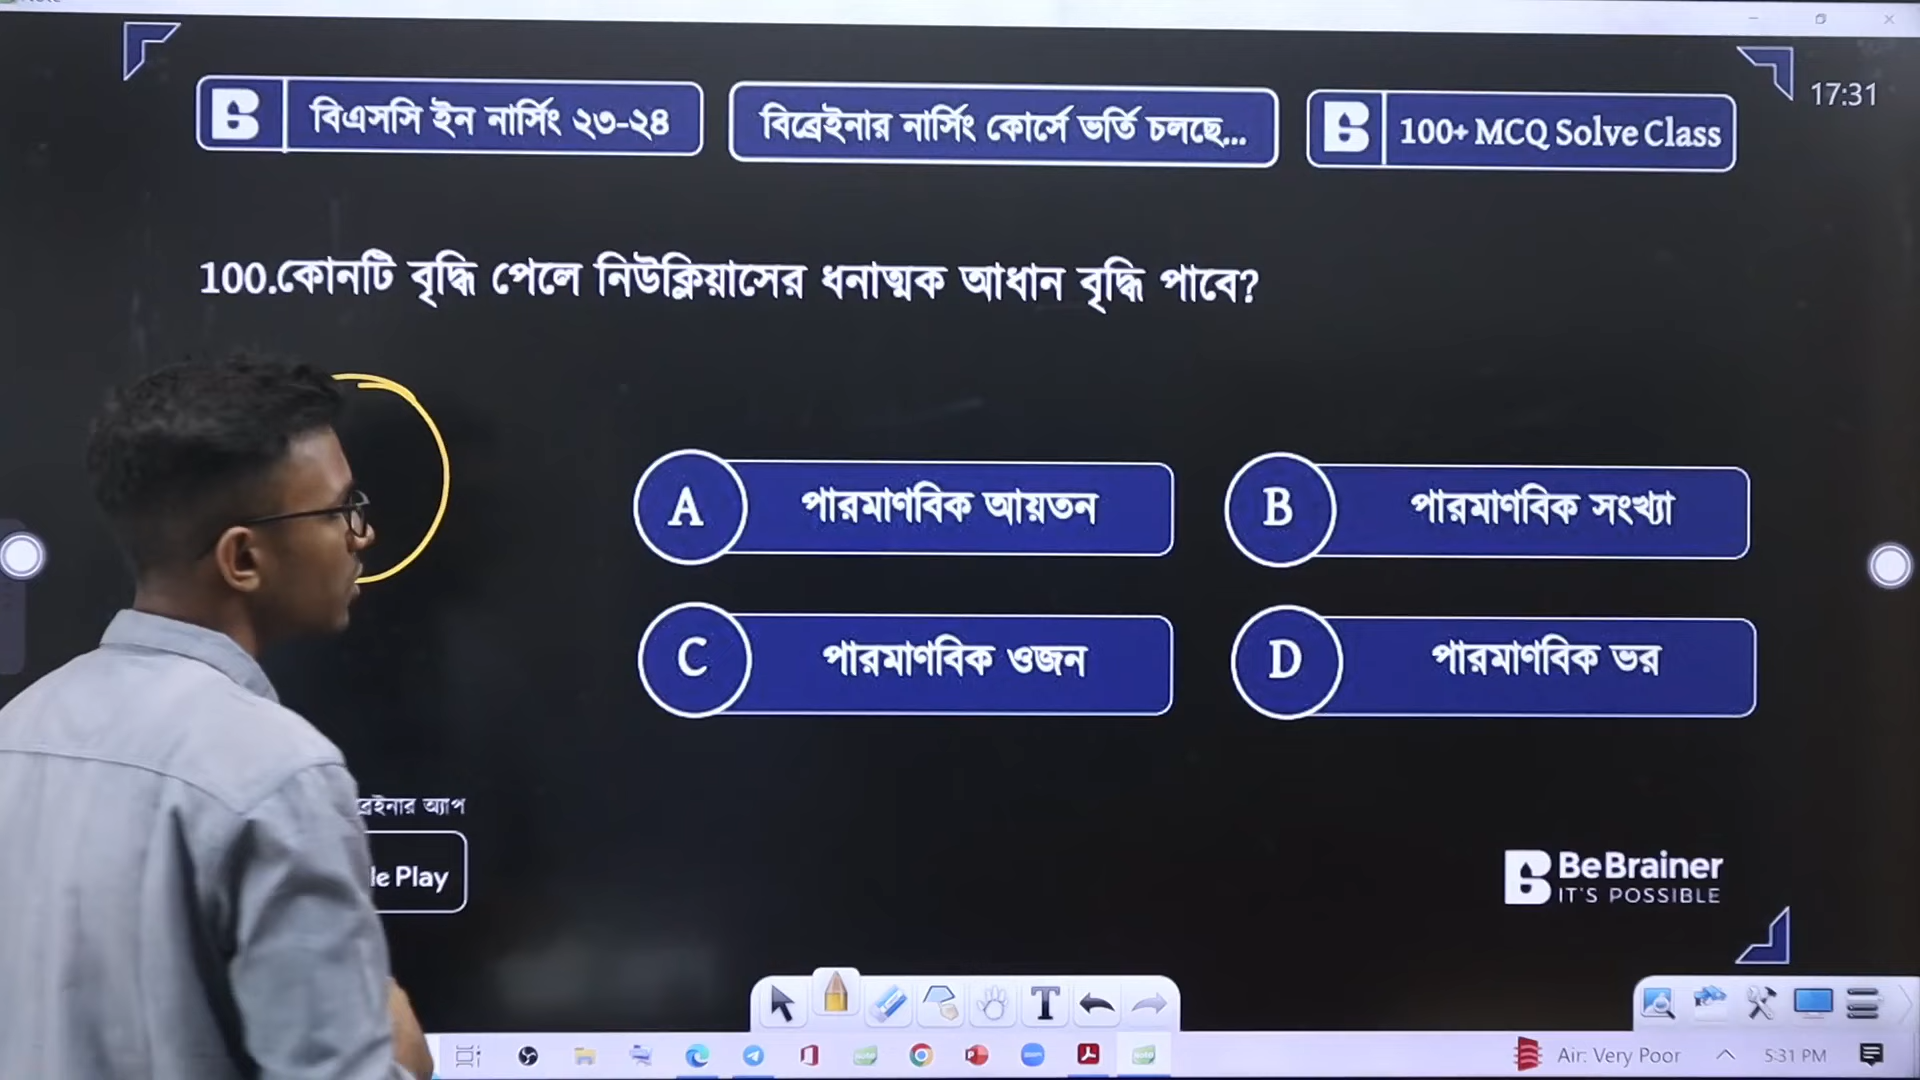 17:31
বিএসসি ইন নার্সিং ২৩-২৪
বিব্রেইনার নার্সিং কোর্সে ভর্তি চলছে...
100+ MCQ Solve Class
100.কোনটি বৃদ্ধি পেলে নিউক্লিয়াসের ধনাত্মক আধান বৃদ্ধি পাবে?
A পারমাণবিক আয়তন
B পারমাণবিক সংখ্যা
C পারমাণবিক ওজন
D পারমাণবিক ভর
ব্রেইনার অ্যাপ
le Play
BeBrainer
IT'S POSSIBLE
T
Air: Very Poor
5:31 PM